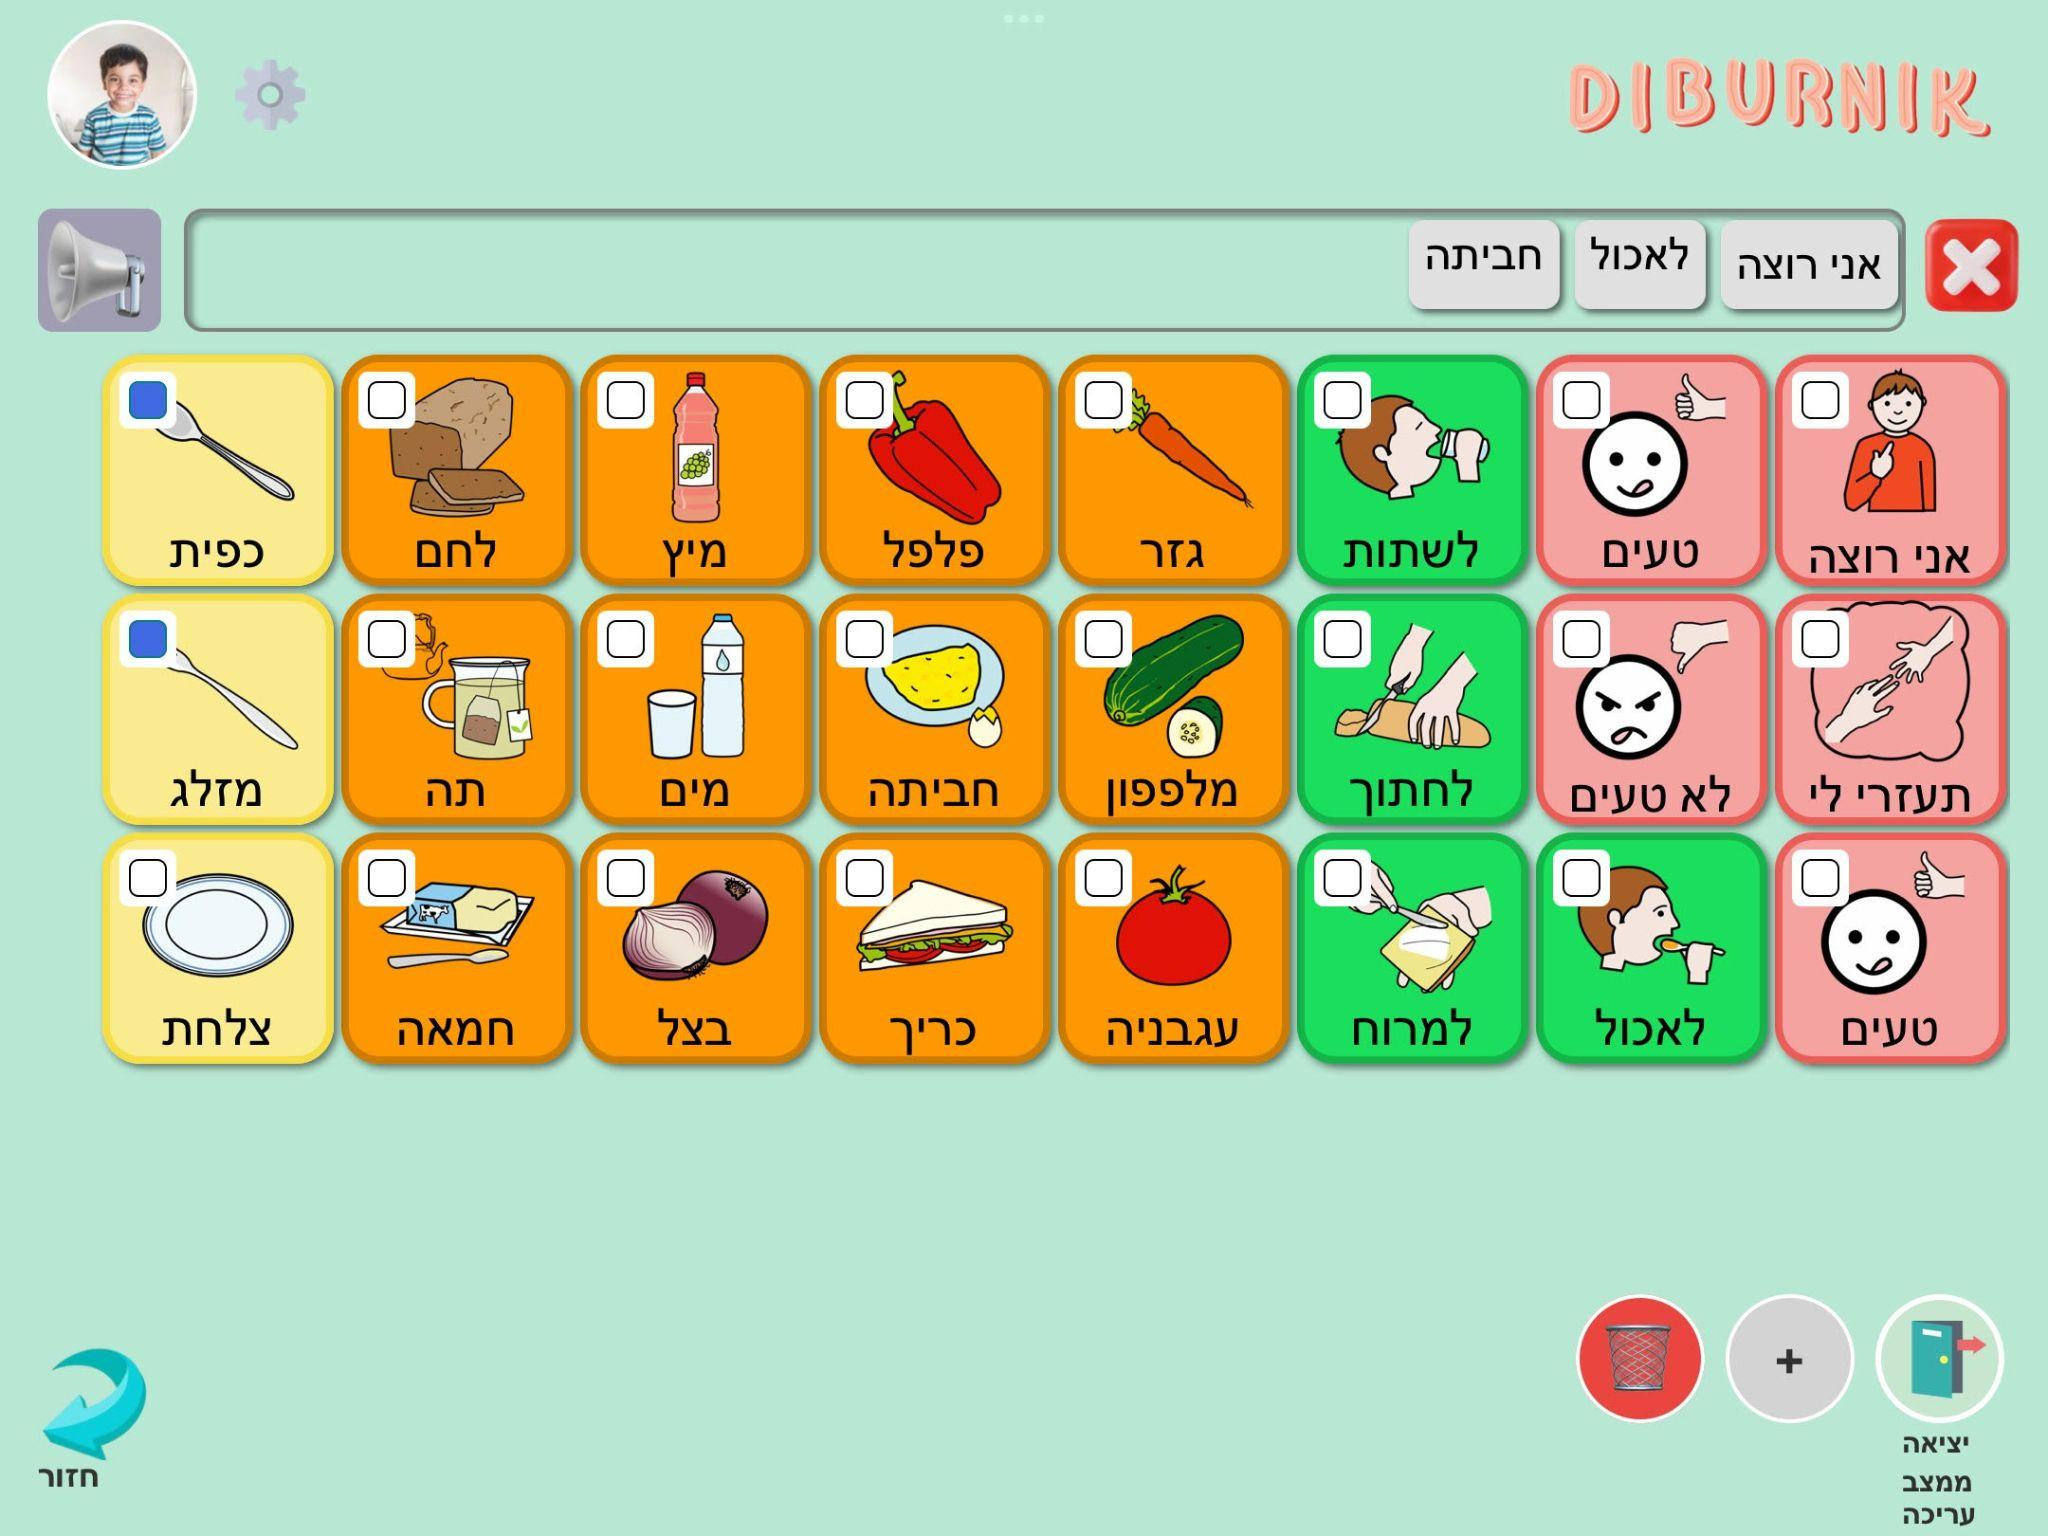 DIBURNIK
אני רוצה
לאכול
חביתה
אני רוצה
טעים
לשתות
גזר
פלפל
מיץ
לחם
כפית
תעזרי לי
לא טעים
לחתוך
מלפפון
חביתה
מים
תה
מזלג
טעים
לאכול
למרוח
עגבניה
כריך
בצל
חמאה
צלחת
+
יציאה
ממצב
עריכה
חזור